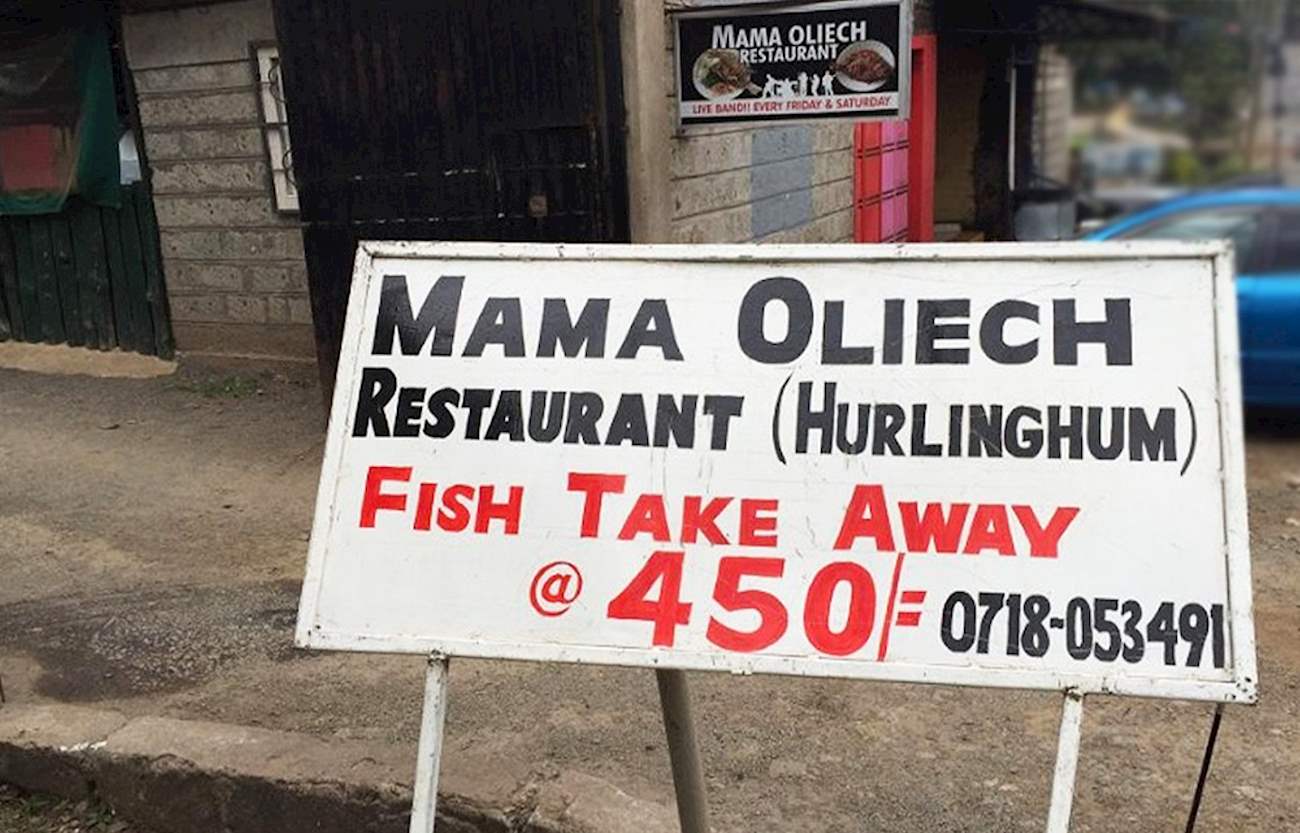 MAMA OLIECH
RESTAURANT
LIVE BAND!! EVERY FRIDAY & SATURDAY
MAMA OLIECH
RESTAURANT (HURLINGHUM)
FISH TAKE AWAY
@ 450/= 0718-053491